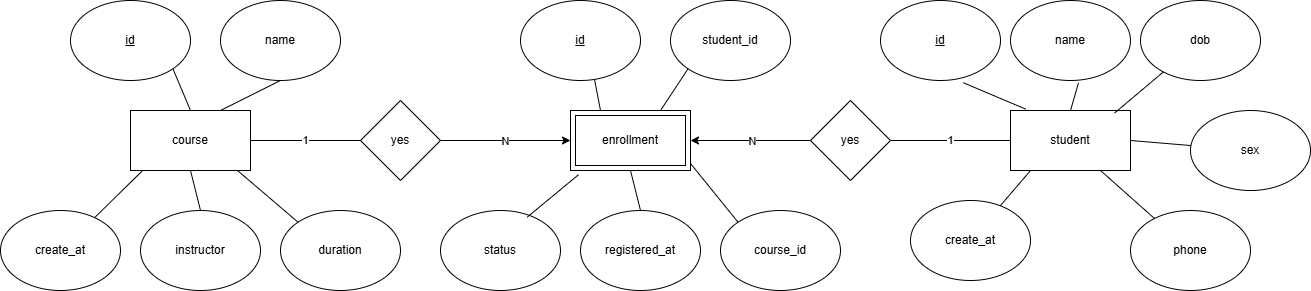 id
name
id
student_id
id
name
dob
course
1
yes
N
enrollment
N
yes
1
student
sex
create_at
instructor
duration
status
registered_at
course_id
create_at
phone